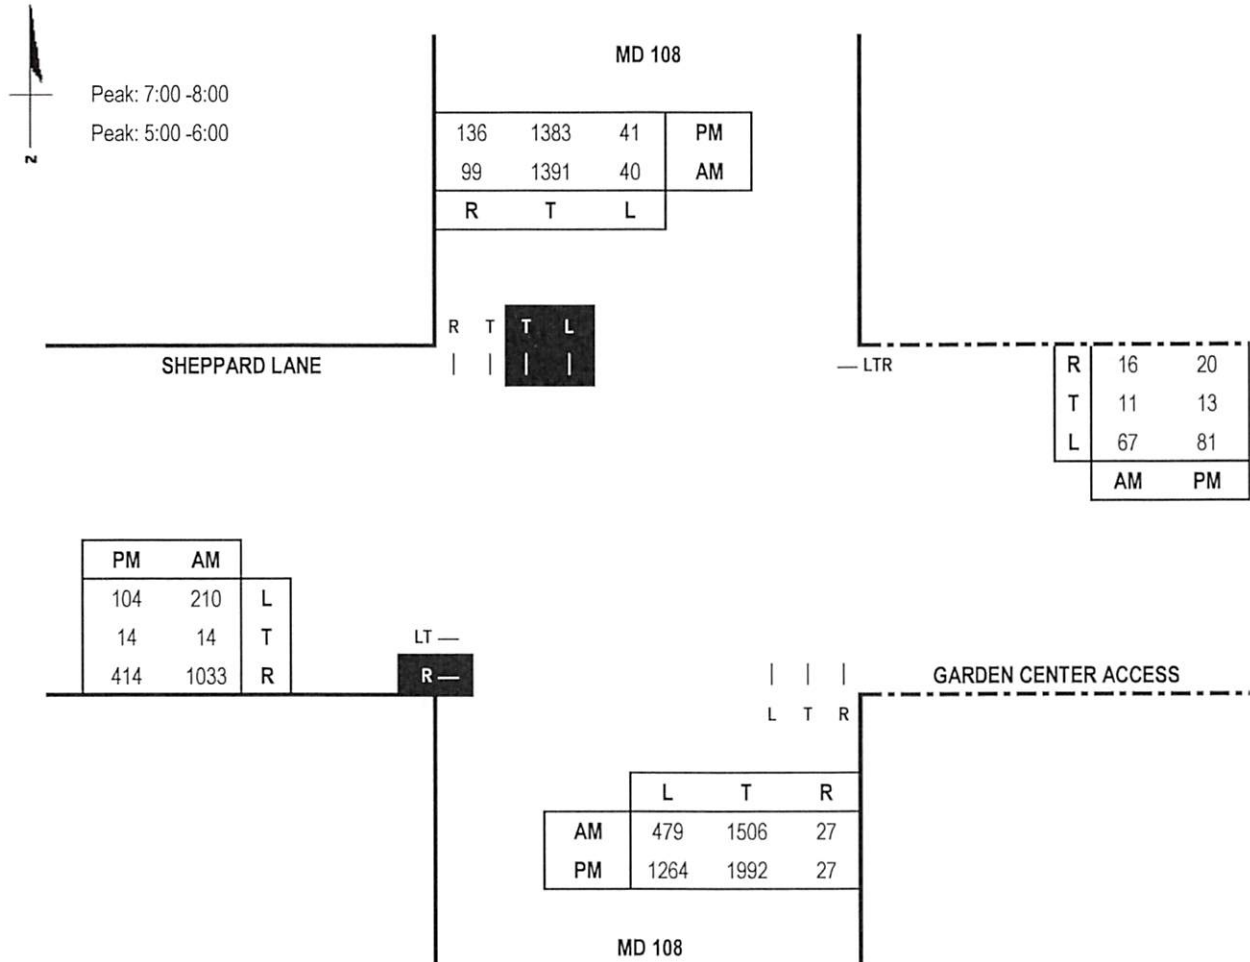 MD 108
Peak: 7:00 -8:00
Peak: 5:00 -6:00
136 1383 41 PM
99 1391 40 AM
R T L
N
R T T L
SHEPPARD LANE
— LTR
R 16 20
T 11 13
L 67 81
AM PM
PM AM
104 210 L
14 14 T
414 1033 R
LT —
R —
GARDEN CENTER ACCESS
L T R
L T R
AM 479 1506 27
PM 1264 1992 27
MD 108